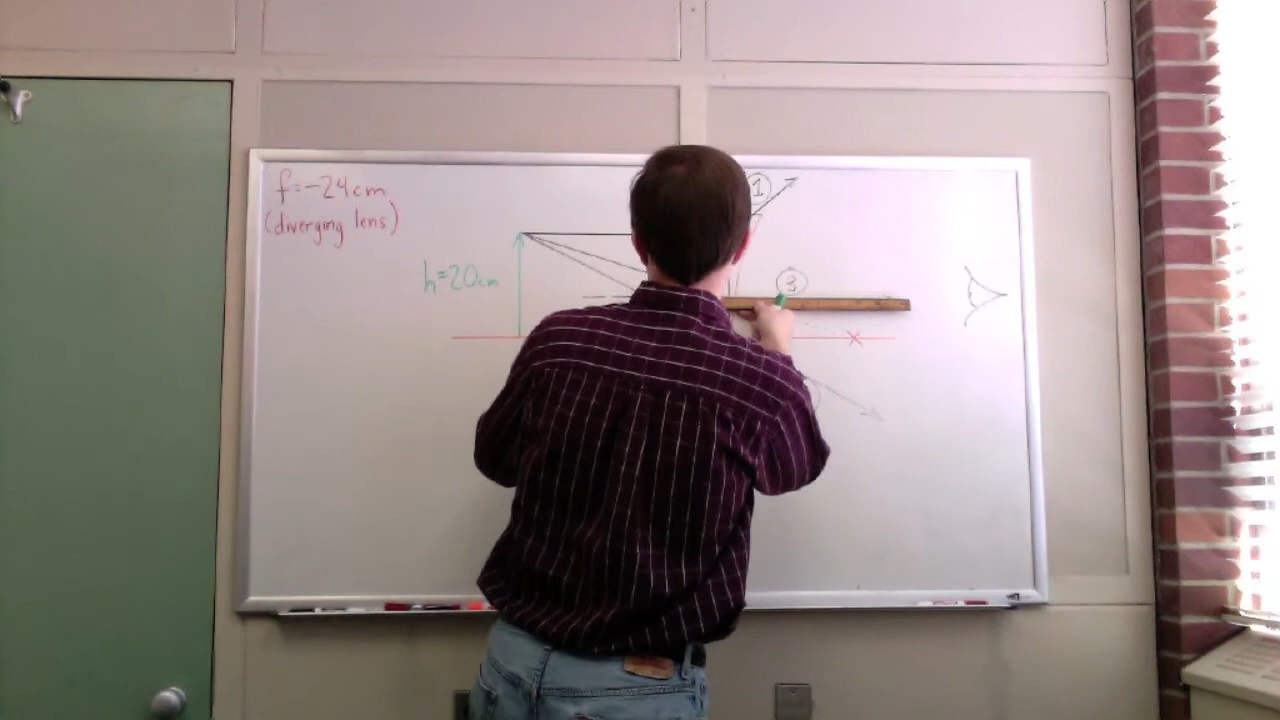 f=-24cm
(diverging lens)
1
h=20cm
3